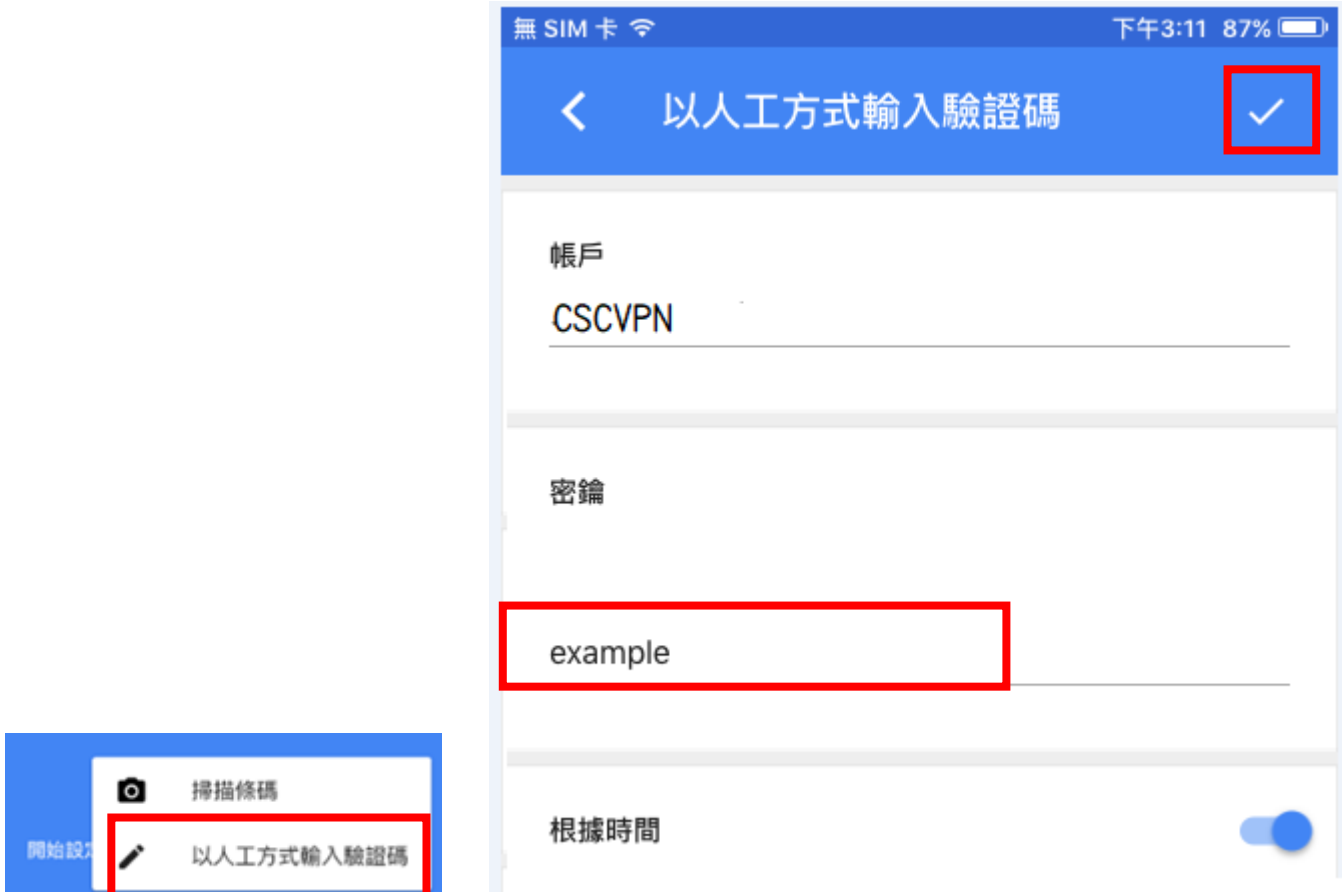 無 SIM 卡 下午3:11 87%
以人工方式輸入驗證碼
帳戶
CSCVPN
密鑰
example
根據時間
掃描條碼
開始設定
以人工方式輸入驗證碼